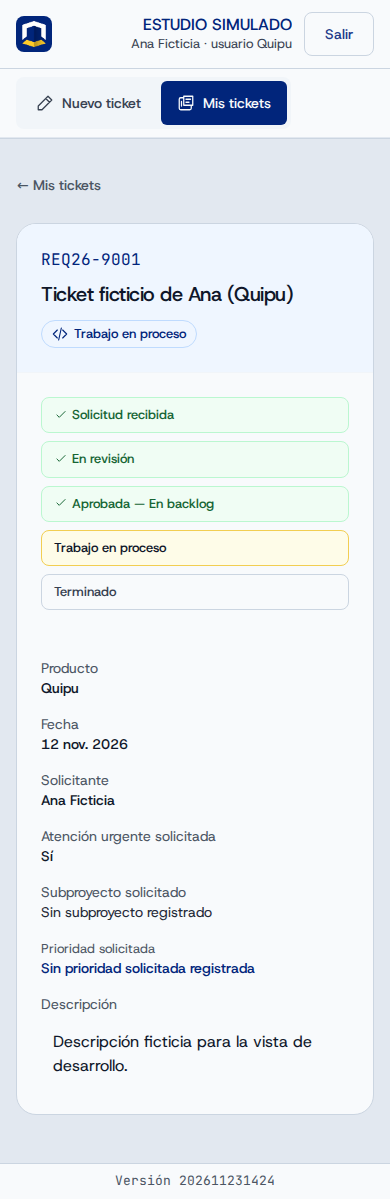 ESTUDIO SIMULADO
Ana Ficticia · usuario Quipu
Salir
Nuevo ticket
Mis tickets
← Mis tickets
REQ26-9001
Ticket ficticio de Ana (Quipu)
Trabajo en proceso
Solicitud recibida
En revisión
Aprobada — En backlog
Trabajo en proceso
Terminado
Producto
Quipu
Fecha
12 nov. 2026
Solicitante
Ana Ficticia
Atención urgente solicitada
Sí
Subproyecto solicitado
Sin subproyecto registrado
Prioridad solicitada
Sin prioridad solicitada registrada
Descripción
Descripción ficticia para la vista de
desarrollo.
Versión 202611231424